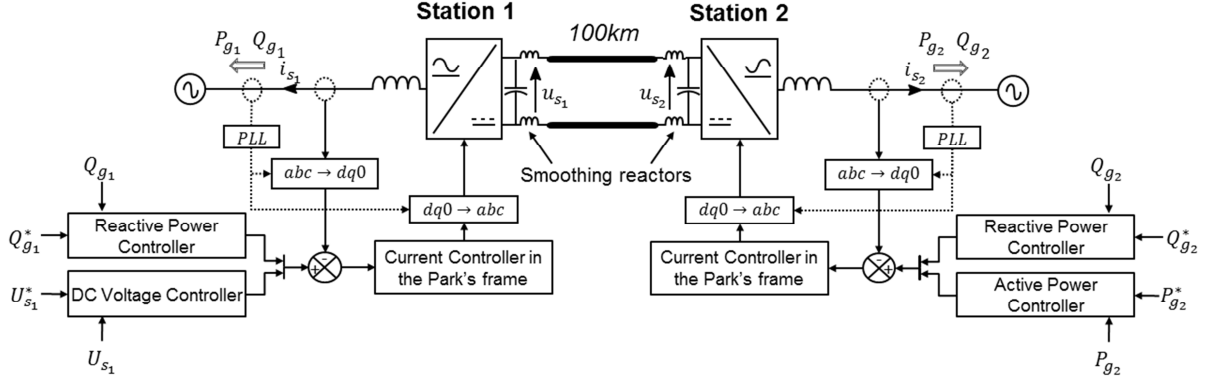 Station 1
Station 2
100km
P_{g_1} Q_{g_1}
P_{g_2} Q_{g_2}
i_{s_1}
i_{s_2}
u_{s_1}
u_{s_2}
PLL
PLL
Smoothing reactors
abc → dq0
abc → dq0
Q_{g_1}
Q_{g_2}
dq0 → abc
dq0 → abc
Q^*_{g_1}
Reactive Power
Controller
Current Controller in
the Park's frame
Current Controller in
the Park's frame
Reactive Power
Controller
Q^*_{g_2}
+ -
- +
U^*_{s_1}
DC Voltage Controller
Active Power
Controller
P^*_{g_2}
U_{s_1}
P_{g_2}